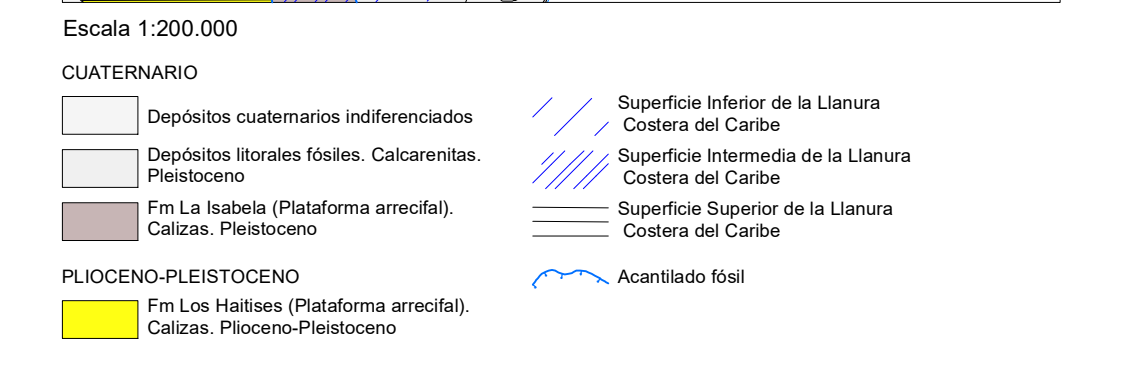 Escala 1:200.000
CUATERNARIO
Depósitos cuaternarios indiferenciados
Depósitos litorales fósiles. Calcarenitas.
Pleistoceno
Fm La Isabela (Plataforma arrecifal).
Calizas. Pleistoceno
PLIOCENO-PLEISTOCENO
Fm Los Haitises (Plataforma arrecifal).
Calizas. Plioceno-Pleistoceno
Superficie Inferior de la Llanura
Costera del Caribe
Superficie Intermedia de la Llanura
Costera del Caribe
Superficie Superior de la Llanura
Costera del Caribe
Acantilado fósil